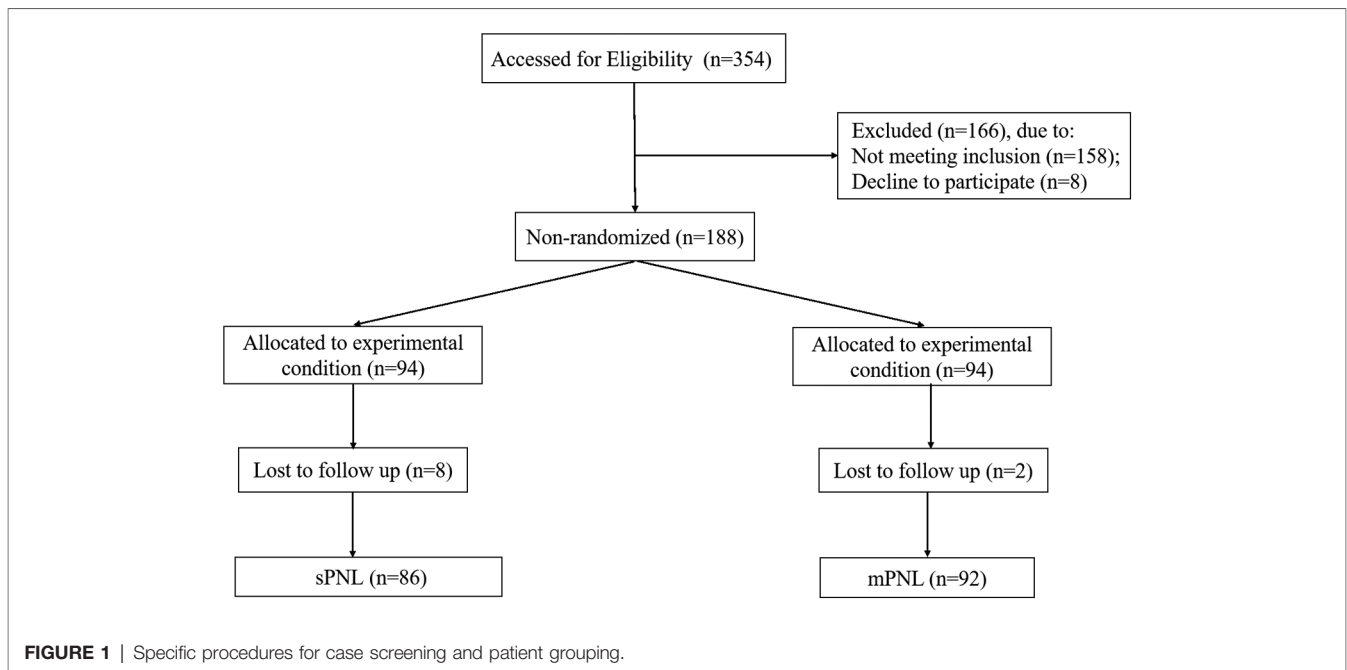 Accessed for Eligibility (n=354)
Excluded (n=166), due to:
Not meeting inclusion (n=158);
Decline to participate (n=8)
Non-randomized (n=188)
Allocated to experimental
condition (n=94)
Allocated to experimental
condition (n=94)
Lost to follow up (n=8)
Lost to follow up (n=2)
sPNL (n=86)
mPNL (n=92)
FIGURE 1 | Specific procedures for case screening and patient grouping.